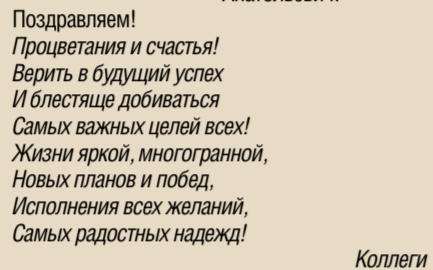 Поздравляем!
Процветания и счастья!
Верить в будущий успех
И блестяще добиваться
Самых важных целей всех!
Жизни яркой, многогранной,
Новых планов и побед,
Исполнения всех желаний,
Самых радостных надежд!
Коллеги